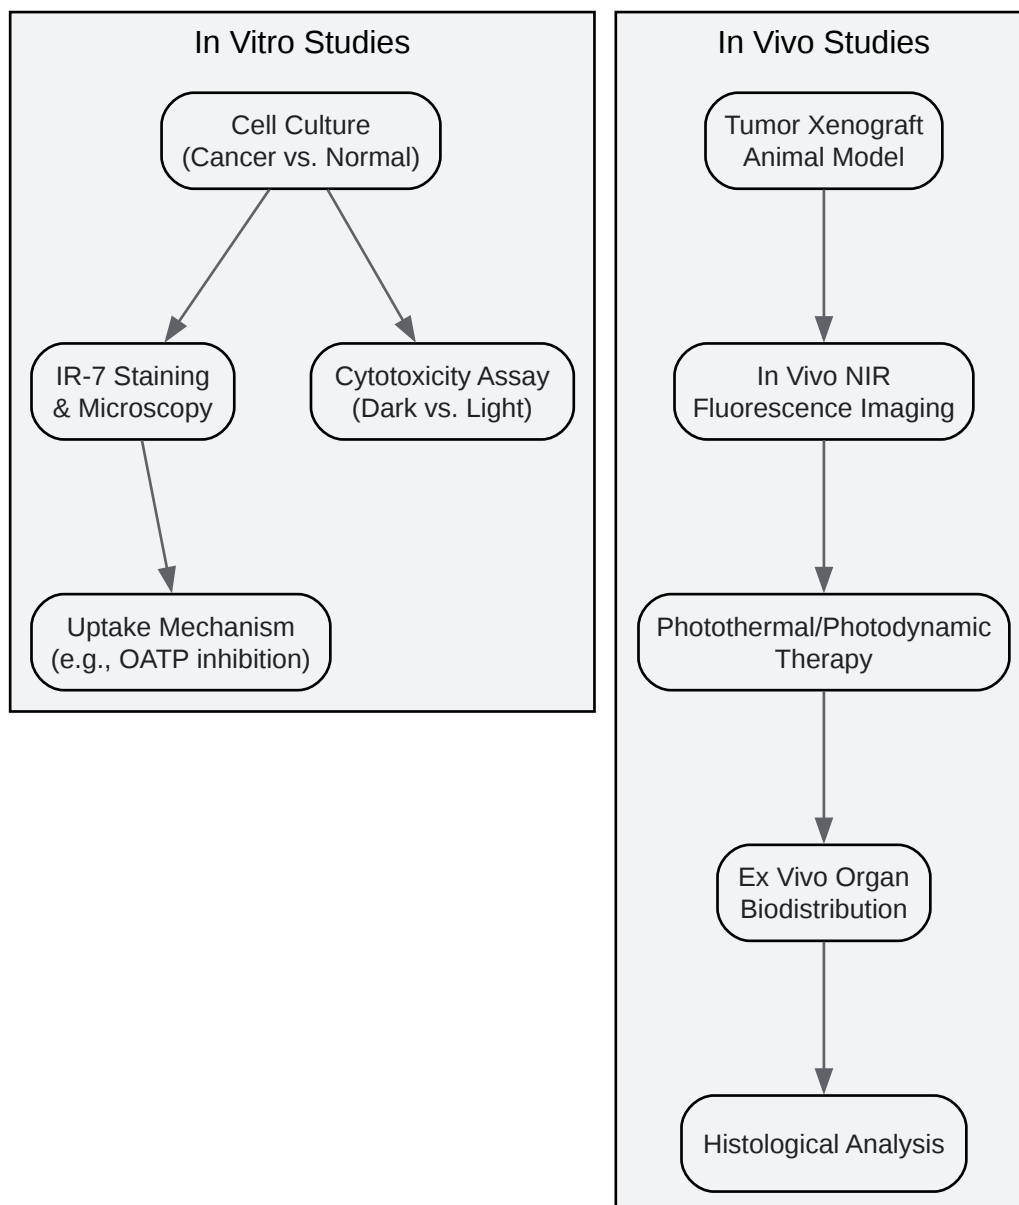 In Vitro Studies
Cell Culture
(Cancer vs. Normal)
IR-7 Staining
& Microscopy
Cytotoxicity Assay
(Dark vs. Light)
Uptake Mechanism
(e.g., OATP inhibition)
In Vivo Studies
Tumor Xenograft
Animal Model
In Vivo NIR
Fluorescence Imaging
Photothermal/Photodynamic
Therapy
Ex Vivo Organ
Biodistribution
Histological Analysis